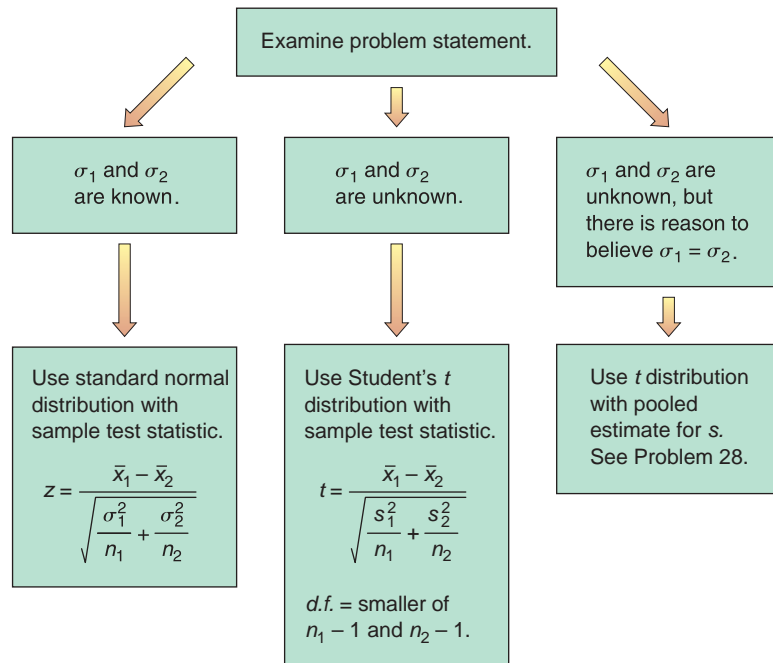 Examine problem statement.
σ₁ and σ₂
are known.
σ₁ and σ₂
are unknown.
σ₁ and σ₂ are
unknown, but
there is reason to
believe σ₁ = σ₂.
Use standard normal
distribution with
sample test statistic.
z = (x̄₁ − x̄₂) / √(σ₁²/n₁ + σ₂²/n₂)
Use Student's t
distribution with
sample test statistic.
t = (x̄₁ − x̄₂) / √(s₁²/n₁ + s₂²/n₂)
d.f. = smaller of
n₁ – 1 and n₂ – 1.
Use t distribution
with pooled
estimate for s.
See Problem 28.